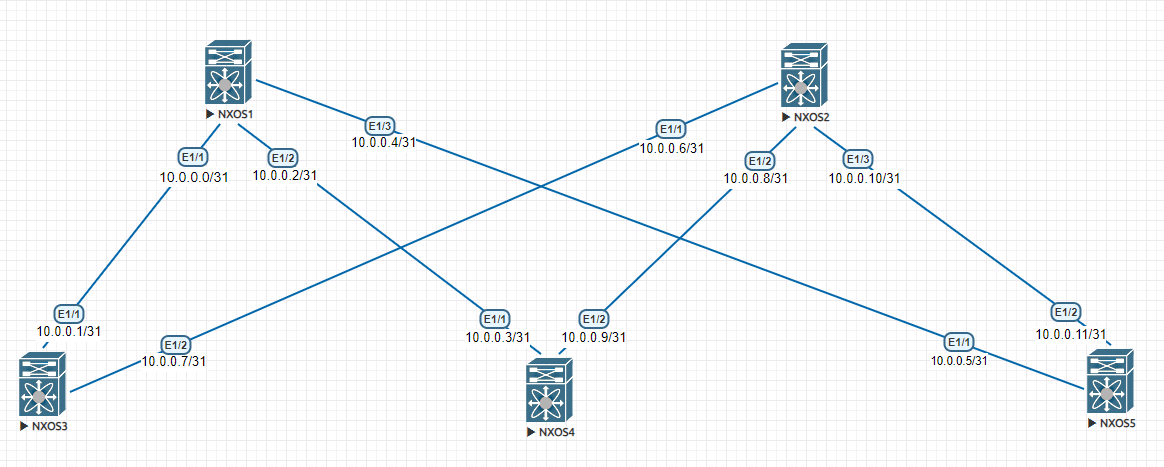 NXOS1
NXOS2
E1/3
10.0.0.4/31
E1/1
10.0.0.6/31
E1/1
10.0.0.0/31
E1/2
10.0.0.2/31
E1/2
10.0.0.8/31
E1/3
10.0.0.10/31
E1/1
10.0.0.1/31
E1/2
10.0.0.7/31
E1/1
10.0.0.3/31
E1/2
10.0.0.9/31
E1/1
10.0.0.5/31
E1/2
10.0.0.11/31
NXOS3
NXOS4
NXOS5